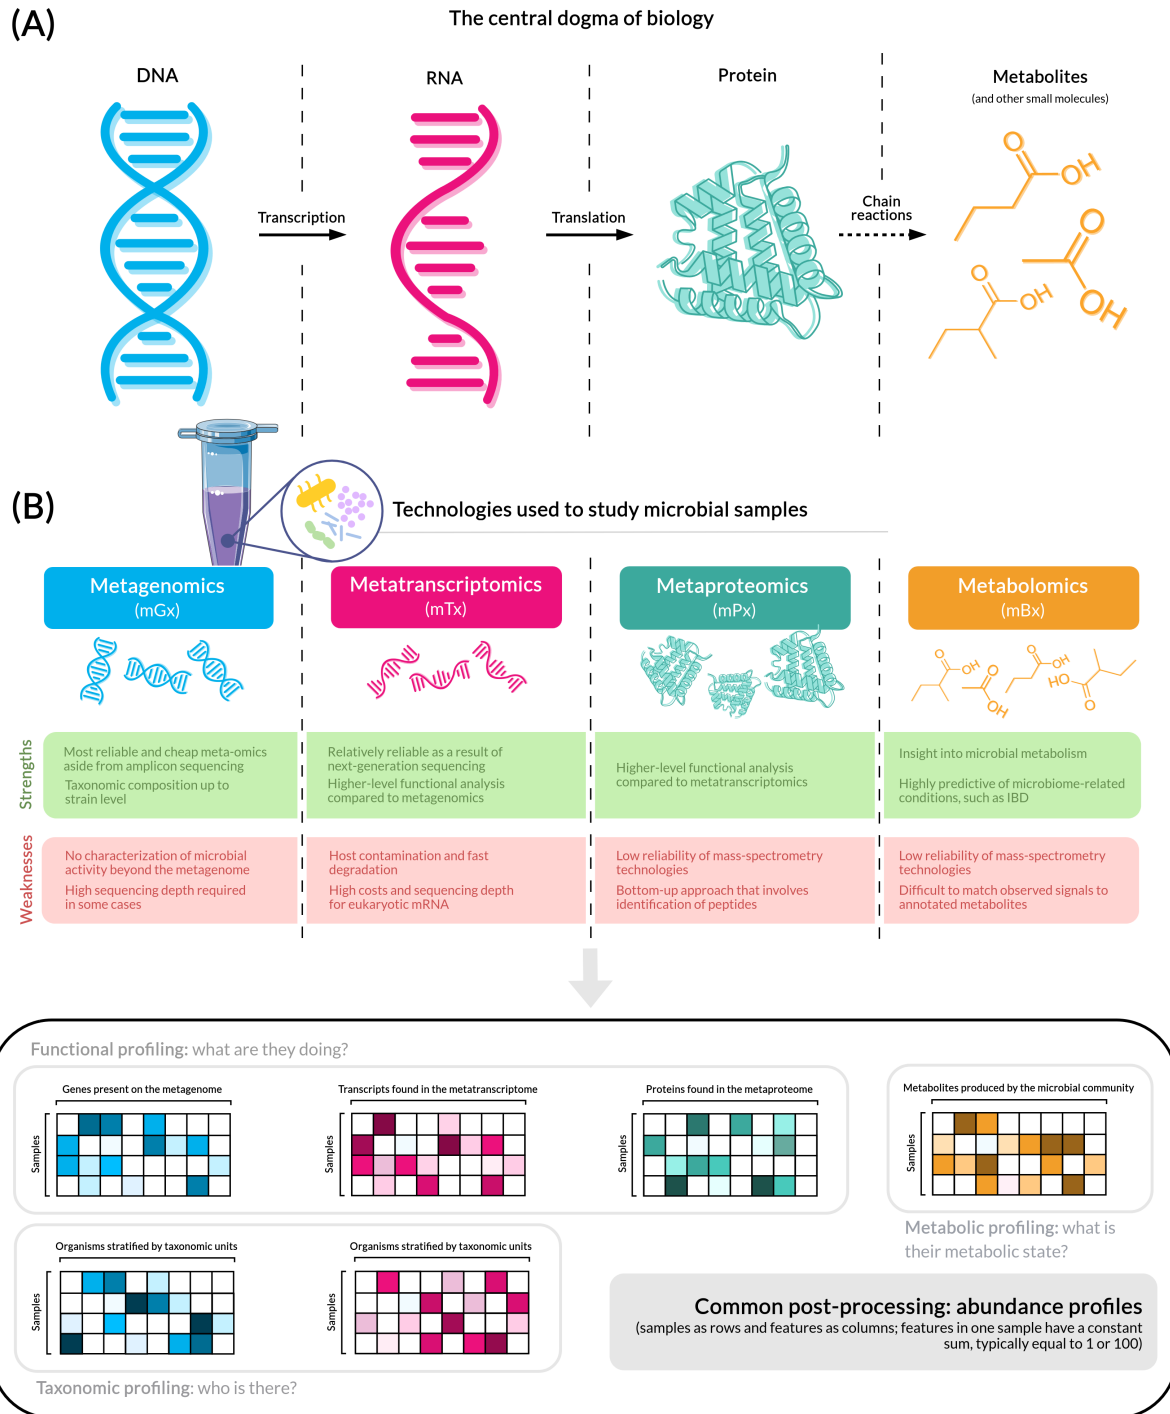 (A)
The central dogma of biology
DNA
RNA
Protein
Metabolites
(and other small molecules)
O
OH
O
OH
O
OH
Transcription
Translation
Chain
reactions
(B)
Technologies used to study microbial samples
Metagenomics
(mGx)
Metatranscriptomics
(mTx)
Metaproteomics
(mPx)
Metabolomics
(mBx)
O
OH
O
OH
O
OH
HO
O
Strengths
Most reliable and cheap meta-omics
aside from amplicon sequencing
Taxonomic composition up to
strain level
Relatively reliable as a result of
next-generation sequencing
Higher-level functional analysis
compared to metagenomics
Higher-level functional analysis
compared to metatranscriptomics
Insight into microbial metabolism
Highly predictive of microbiome-related
conditions, such as IBD
Weaknesses
No characterization of microbial
activity beyond the metagenome
High sequencing depth required
in some cases
Host contamination and fast
degradation
High costs and sequencing depth
for eukaryotic mRNA
Low reliability of mass-spectrometry
technologies
Bottom-up approach that involves
identification of peptides
Low reliability of mass-spectrometry
technologies
Difficult to match observed signals to
annotated metabolites
Functional profiling: what are they doing?
Genes present on the metagenome
Samples
Transcripts found in the metatranscriptome
Samples
Proteins found in the metaproteome
Samples
Metabolites produced by the microbial community
Samples
Metabolic profiling: what is
their metabolic state?
Organisms stratified by taxonomic units
Samples
Organisms stratified by taxonomic units
Samples
Taxonomic profiling: who is there?
Common post-processing: abundance profiles
(samples as rows and features as columns; features in one sample have a constant
sum, typically equal to 1 or 100)